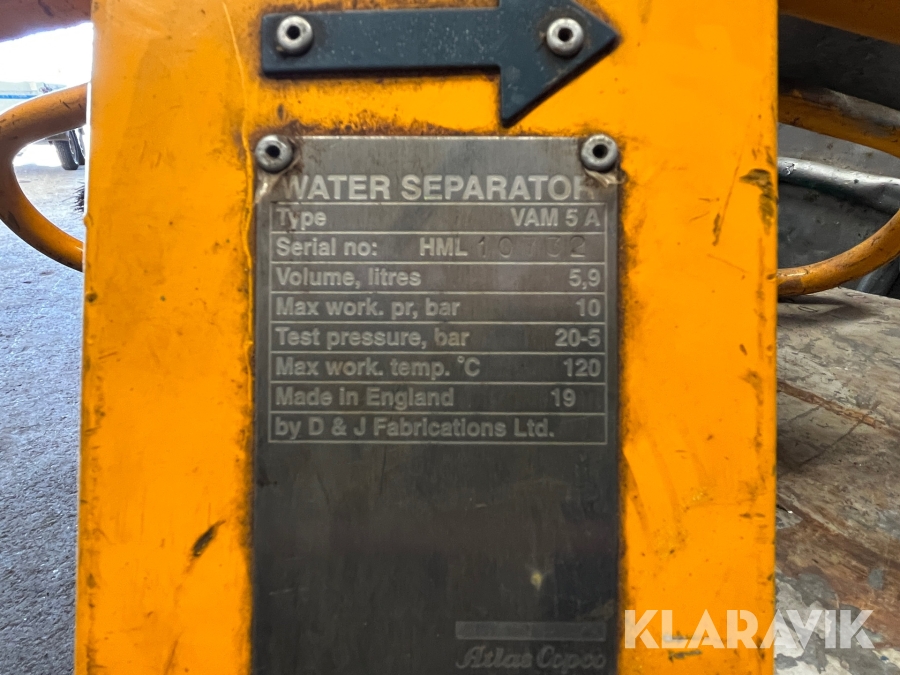 WATER SEPARATOR
Type VAM 5 A
Serial no: HML 10732
Volume, litres 5,9
Max work. pr, bar 10
Test pressure, bar 20-5
Max work. temp. °C 120
Made in England 19
by D & J Fabrications Ltd.
Atlas Copco
KLARAVIK